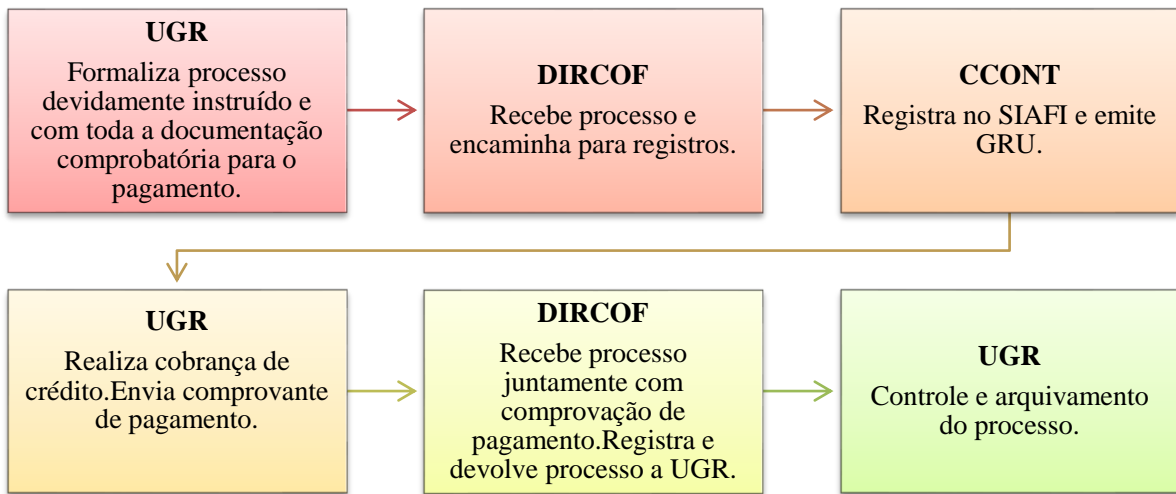 UGR
Formaliza processo
devidamente instruído e
com toda a documentação
comprobatória para o
pagamento.
DIRCOF
Recebe processo e
encaminha para registros.
CCONT
Registra no SIAFI e emite
GRU.
UGR
Realiza cobrança de
crédito.Envia comprovante
de pagamento.
DIRCOF
Recebe processo
juntamente com
comprovação de
pagamento.Registra e
devolve processo a UGR.
UGR
Controle e arquivamento
do processo.